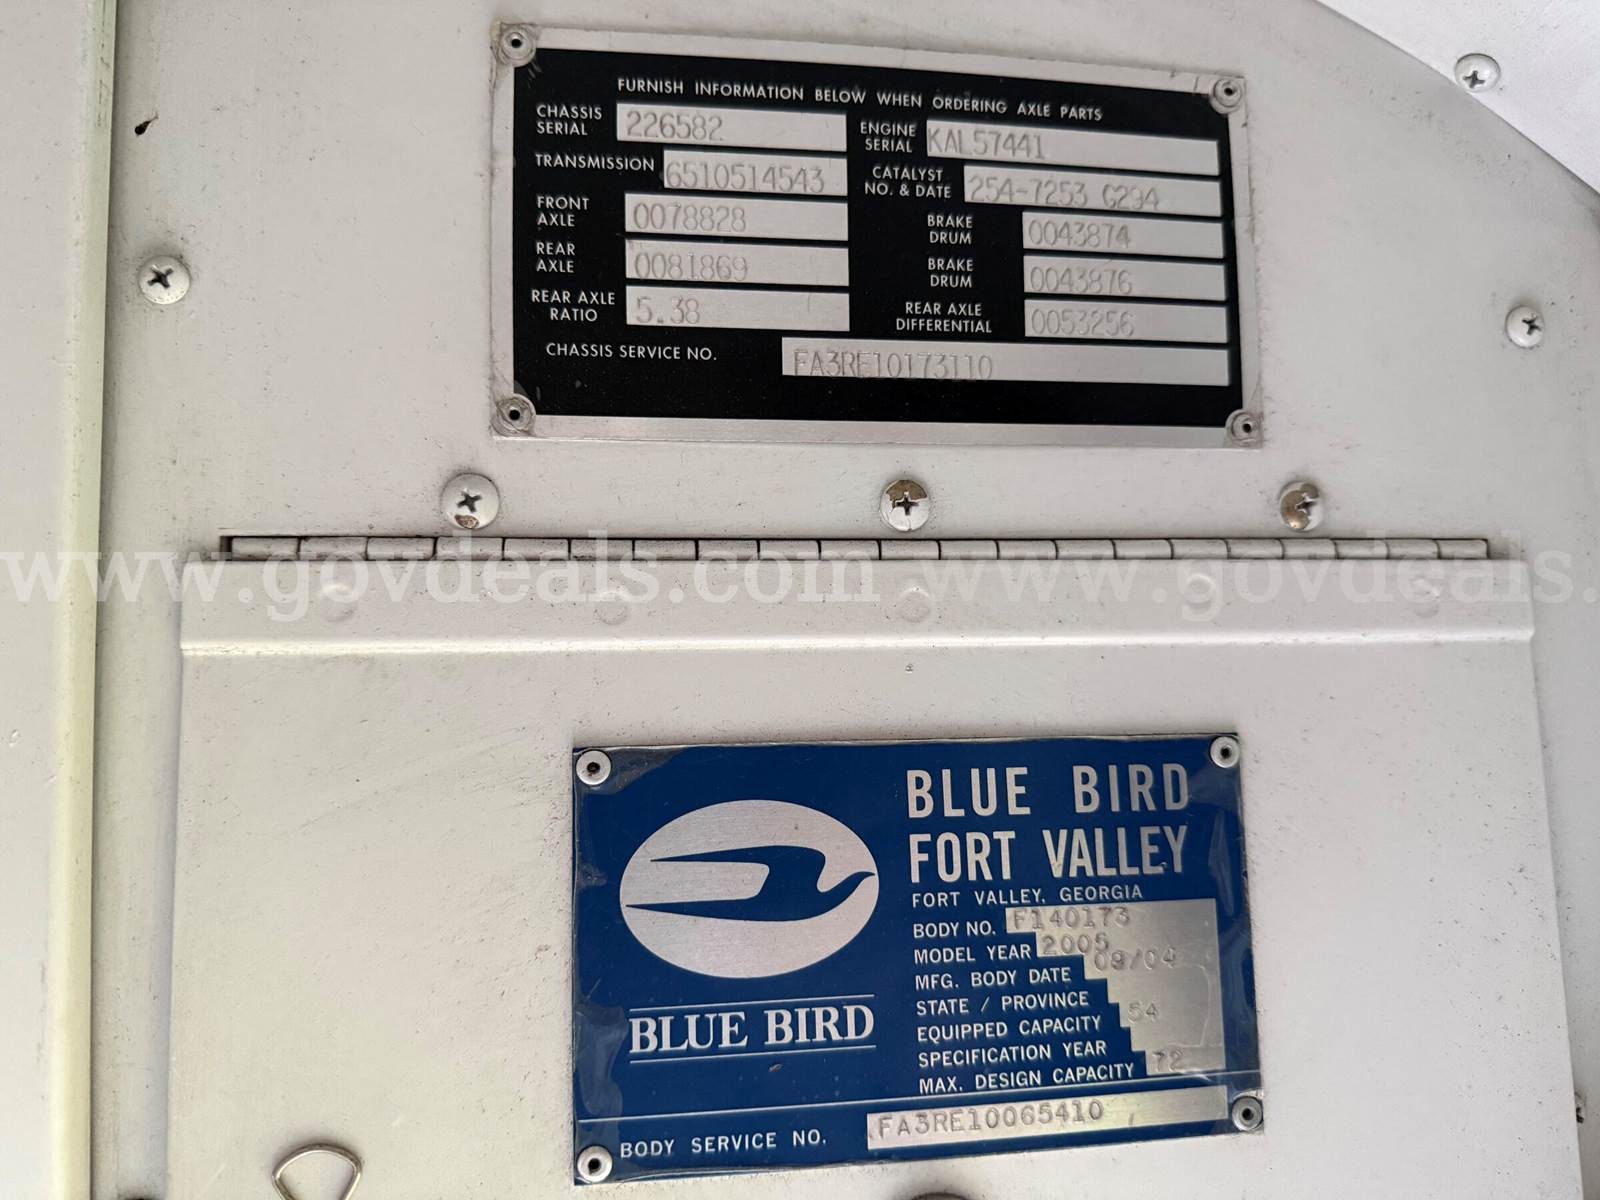 FURNISH INFORMATION BELOW WHEN ORDERING AXLE PARTS
CHASSIS SERIAL 226582
ENGINE SERIAL KAL57441
TRANSMISSION 6510514543
CATALYST NO. & DATE 254-7253 G294
FRONT AXLE 0078828
BRAKE DRUM 0043874
REAR AXLE 0081869
BRAKE DRUM 0043876
REAR AXLE RATIO 5.38
REAR AXLE DIFFERENTIAL 0053256
CHASSIS SERVICE NO. FA3RE10173110
www.govdeals.com www.govdeals.
BLUE BIRD
FORT VALLEY
FORT VALLEY, GEORGIA
BODY NO. F140173
MODEL YEAR 2005
MFG. BODY DATE 09/04
STATE / PROVINCE
EQUIPPED CAPACITY 54
SPECIFICATION YEAR
MAX. DESIGN CAPACITY 72
BLUE BIRD
BODY SERVICE NO. FA3RE10065410